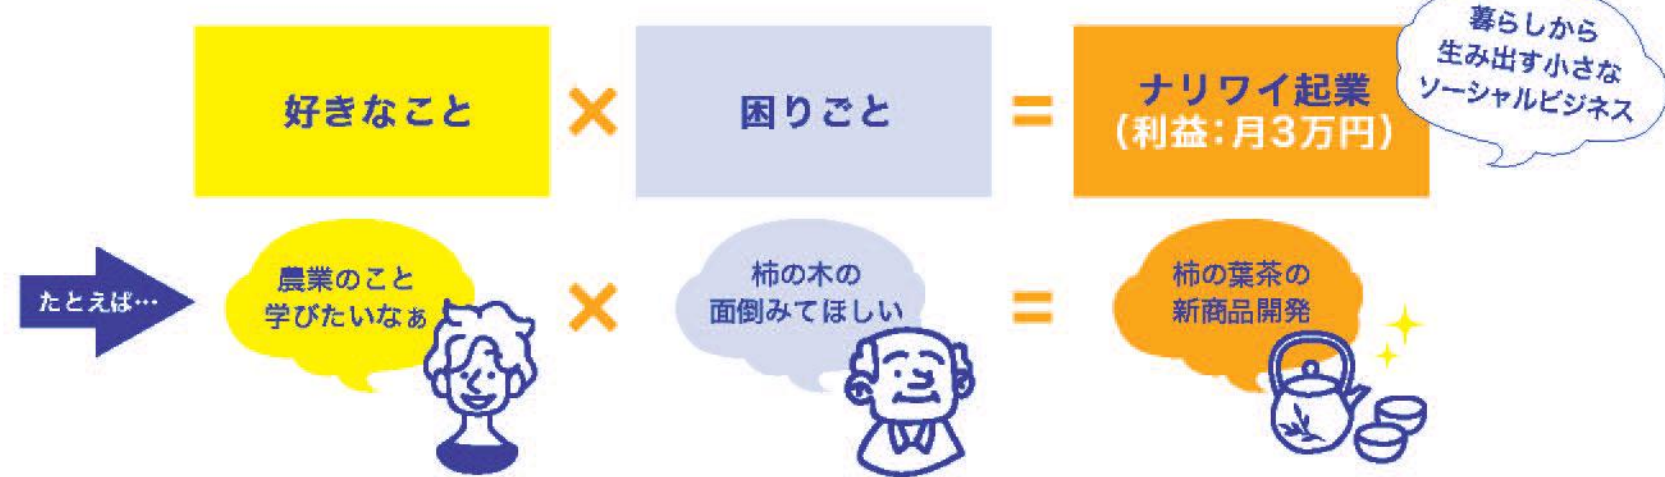 好きなこと
×
困りごと
=
ナリワイ起業
(利益:月3万円)
暮らしから
生み出す小さな
ソーシャルビジネス
たとえば…
農業のこと
学びたいなぁ
×
柿の木の
面倒みてほしい
=
柿の葉茶の
新商品開発